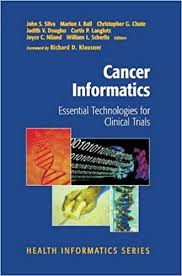 John S. Silva Marion J. Ball Christopher G. Chute
Judith V. Douglas Curtis P. Langlotz
Joyce C. Niland William L. Scherlis Editors
Foreword by Richard D. Klausner
Cancer
Informatics
Essential Technologies for
Clinical Trials
HEALTH INFORMATICS SERIES